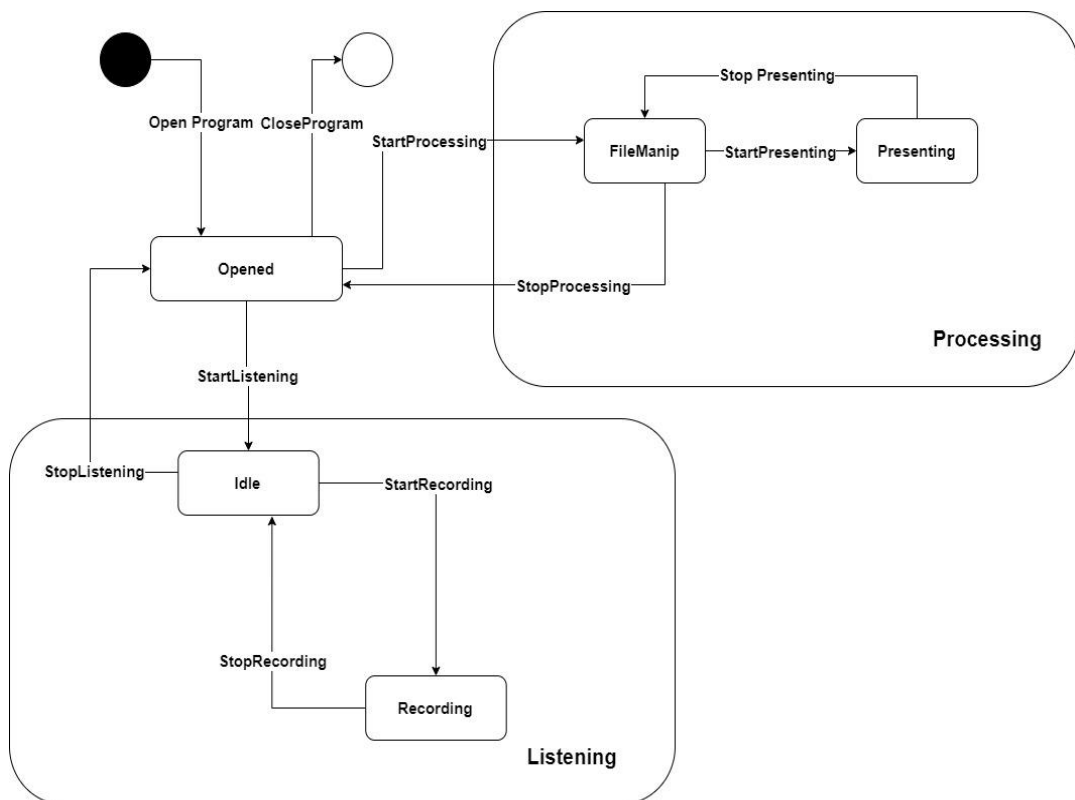 Stop Presenting
Open Program
CloseProgram
StartProcessing
FileManip
StartPresenting
Presenting
Opened
StopProcessing
Processing
StartListening
StopListening
Idle
StartRecording
StopRecording
Recording
Listening